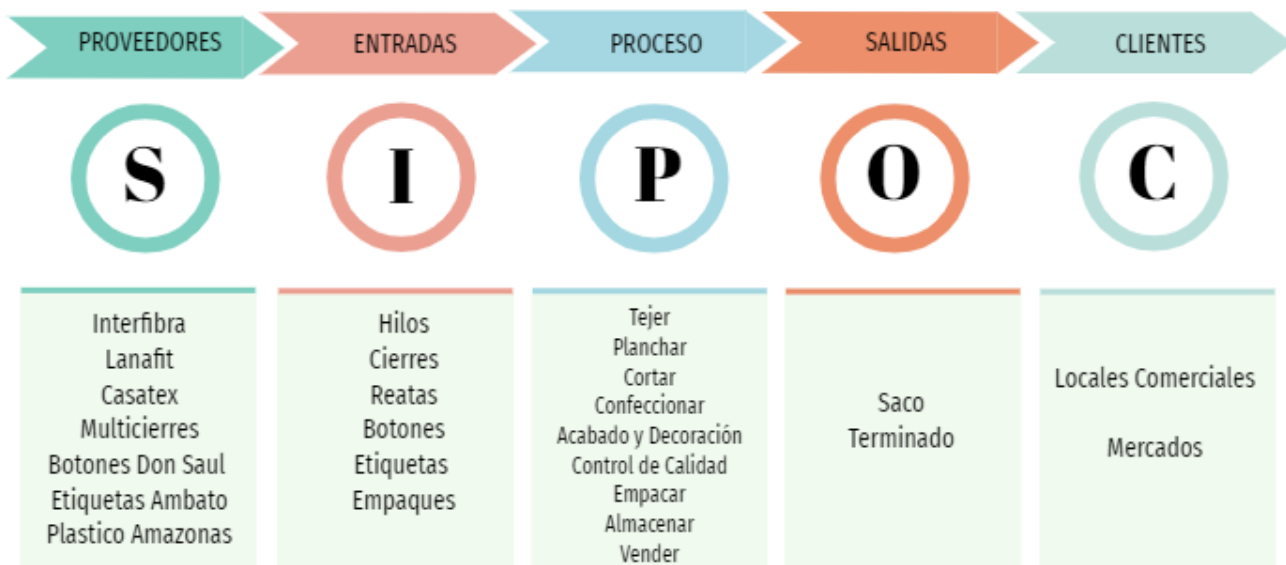 PROVEEDORES
ENTRADAS
PROCESO
SALIDAS
CLIENTES
S
I
P
O
C
Interfibra
Lanafit
Casatex
Multicierres
Botones Don Saul
Etiquetas Ambato
Plastico Amazonas
Hilos
Cierres
Reatas
Botones
Etiquetas
Empaques
Tejer
Planchar
Cortar
Confeccionar
Acabado y Decoración
Control de Calidad
Empacar
Almacenar
Vender
Saco
Terminado
Locales Comerciales
Mercados